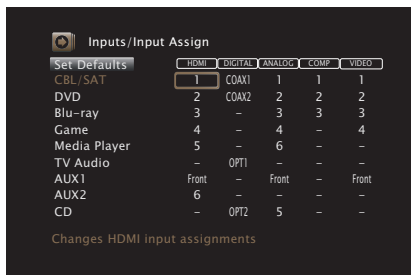 Inputs/Input Assign
Set Defaults HDMI DIGITAL ANALOG COMP VIDEO
CBL/SAT 1 COAX1 1 1 1
DVD 2 COAX2 2 2 2
Blu-ray 3 – 3 3 3
Game 4 – 4 – 4
Media Player 5 – 6 – –
TV Audio – OPT1 – – –
AUX1 Front – Front – Front
AUX2 6 – – – –
CD – OPT2 5 – –
Changes HDMI input assignments